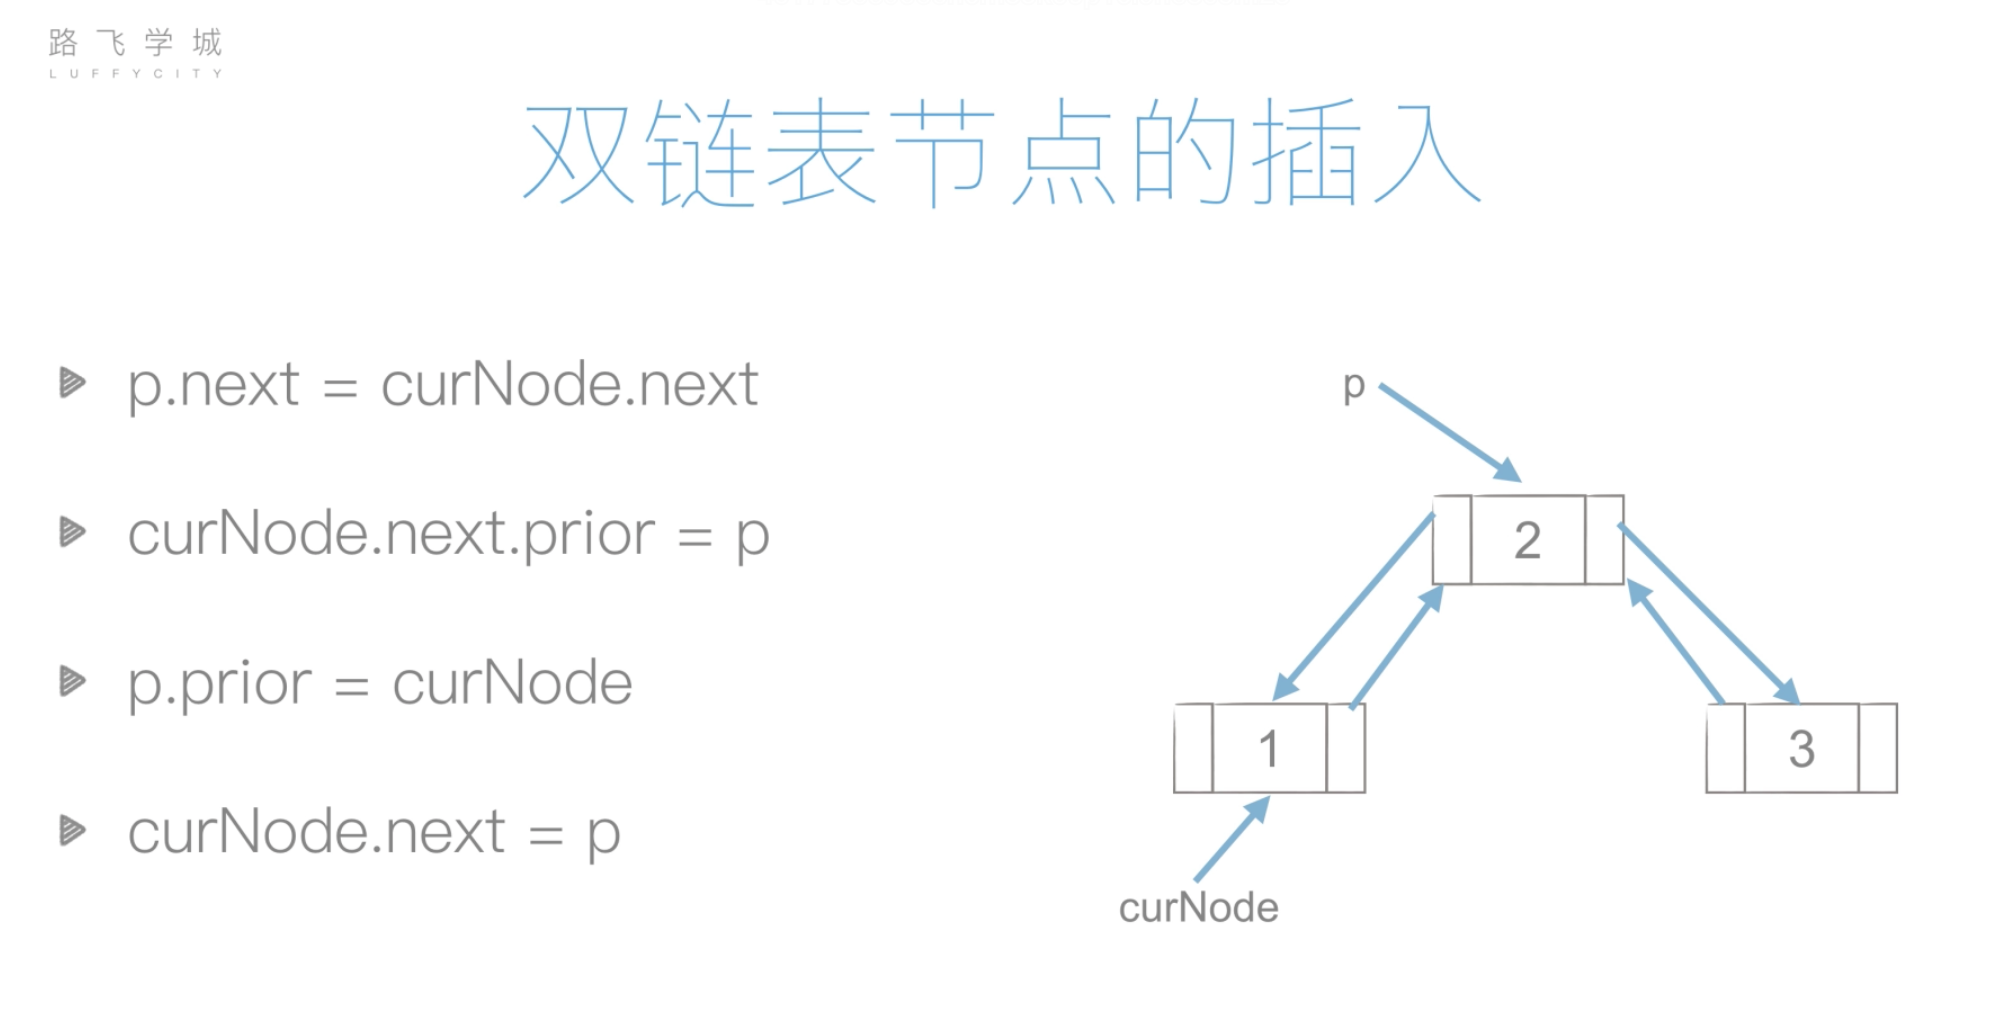 路飞学城
LUFFYCITY
双链表节点的插入
p.next = curNode.next
curNode.next.prior = p
p.prior = curNode
curNode.next = p
p
2
1
3
curNode